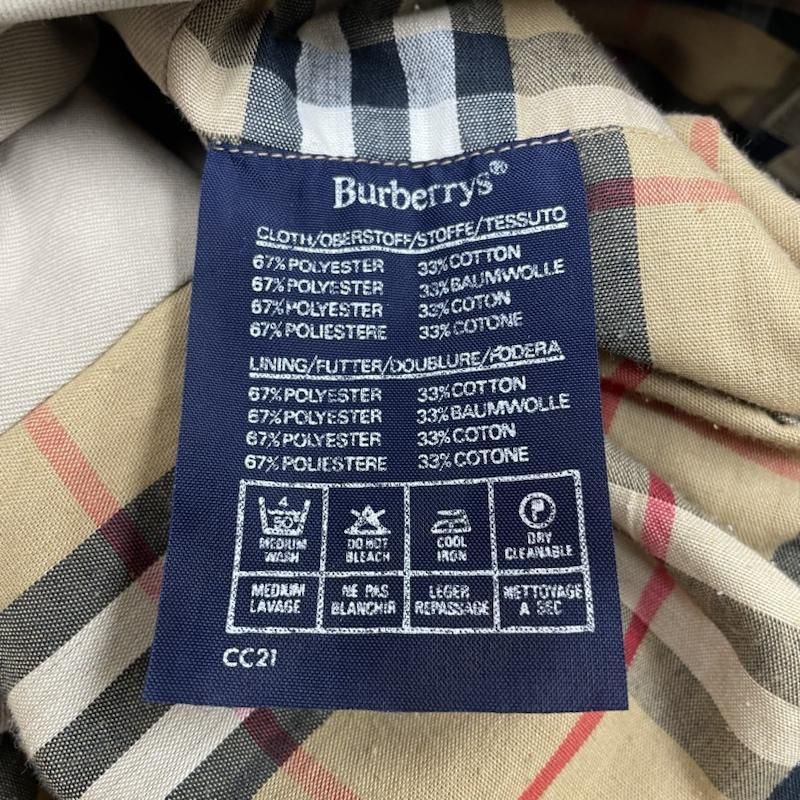 Burberrys®
CLOTH/OBERSTOFF/STOFFE/TESSUTO
67% POLYESTER 33% COTTON
67% POLYESTER 33% BAUMWOLLE
67% POLYESTER 33% COTON
67% POLIESTERE 33% COTONE
LINING/FUTTER/DOUBLURE/FODERA
67% POLYESTER 33% COTTON
67% POLYESTER 33% BAUMWOLLE
67% POLYESTER 33% COTON
67% POLIESTERE 33% COTONE
4
50°
MEDIUM
WASH
DO NOT
BLEACH
COOL
IRON
P
DRY
CLEANABLE
MEDIUM
LAVAGE
NE PAS
BLANCHIR
LEGER
REPASSAGE
NETTOYAGE
A SEC
CC21